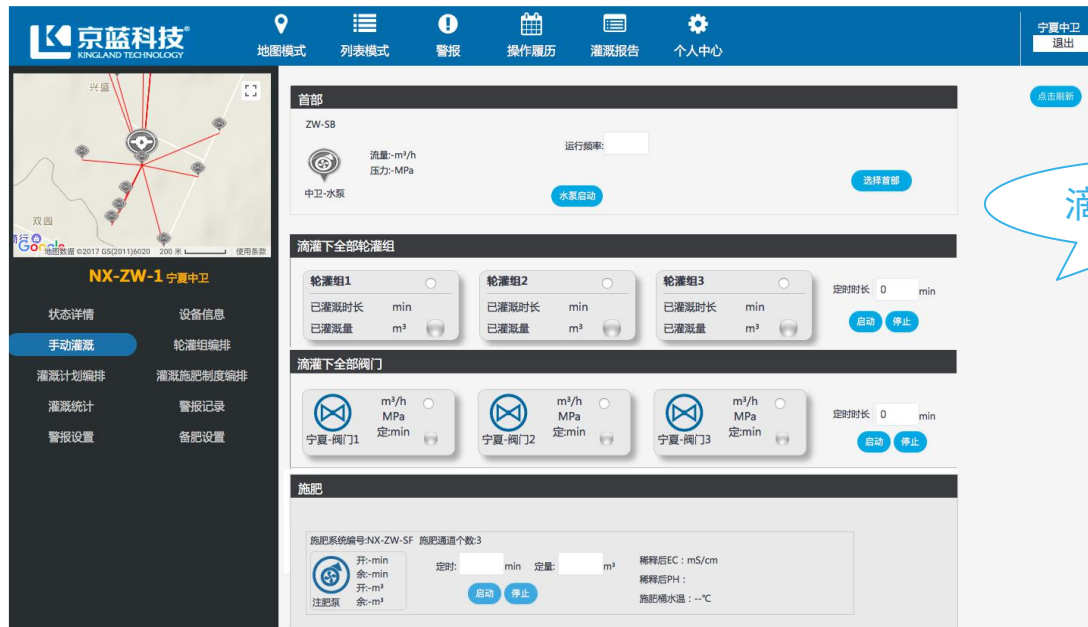 京蓝科技®
KINGLAND TECHNOLOGY
地图模式 列表模式 警报 操作履历 灌溉报告 个人中心
宁夏中卫
退出
兴盛
双园
Google
地图数据 ©2017 GS(2011)6020 200 米 使用条款
NX-ZW-1 宁夏中卫
状态详情 设备信息
手动灌溉 轮灌组编排
灌溉计划编排 灌溉施肥制度编排
灌溉统计 警报记录
警报设置 备肥设置
点击刷新
首部
ZW-SB
流量:-m³/h
压力:-MPa
中卫-水泵
运行频率:
水泵启动
选择首部
滴灌下全部轮灌组
轮灌组1 轮灌组2 轮灌组3
已灌溉时长 min 已灌溉时长 min 已灌溉时长 min
已灌溉量 m³ 已灌溉量 m³ 已灌溉量 m³
定时时长 0 min
启动 停止
滴灌下全部阀门
m³/h m³/h m³/h
MPa MPa MPa
定:min 定:min 定:min
宁夏-阀门1 宁夏-阀门2 宁夏-阀门3
定时时长 0 min
启动 停止
施肥
施肥系统编号:NX-ZW-SF 施肥通道个数:3
开:-min
余:-min
开:-m³
余:-m³
注肥泵
定时: min 定量: m³
启动 停止
稀释后EC：mS/cm
稀释后PH：
施肥桶水温：--℃